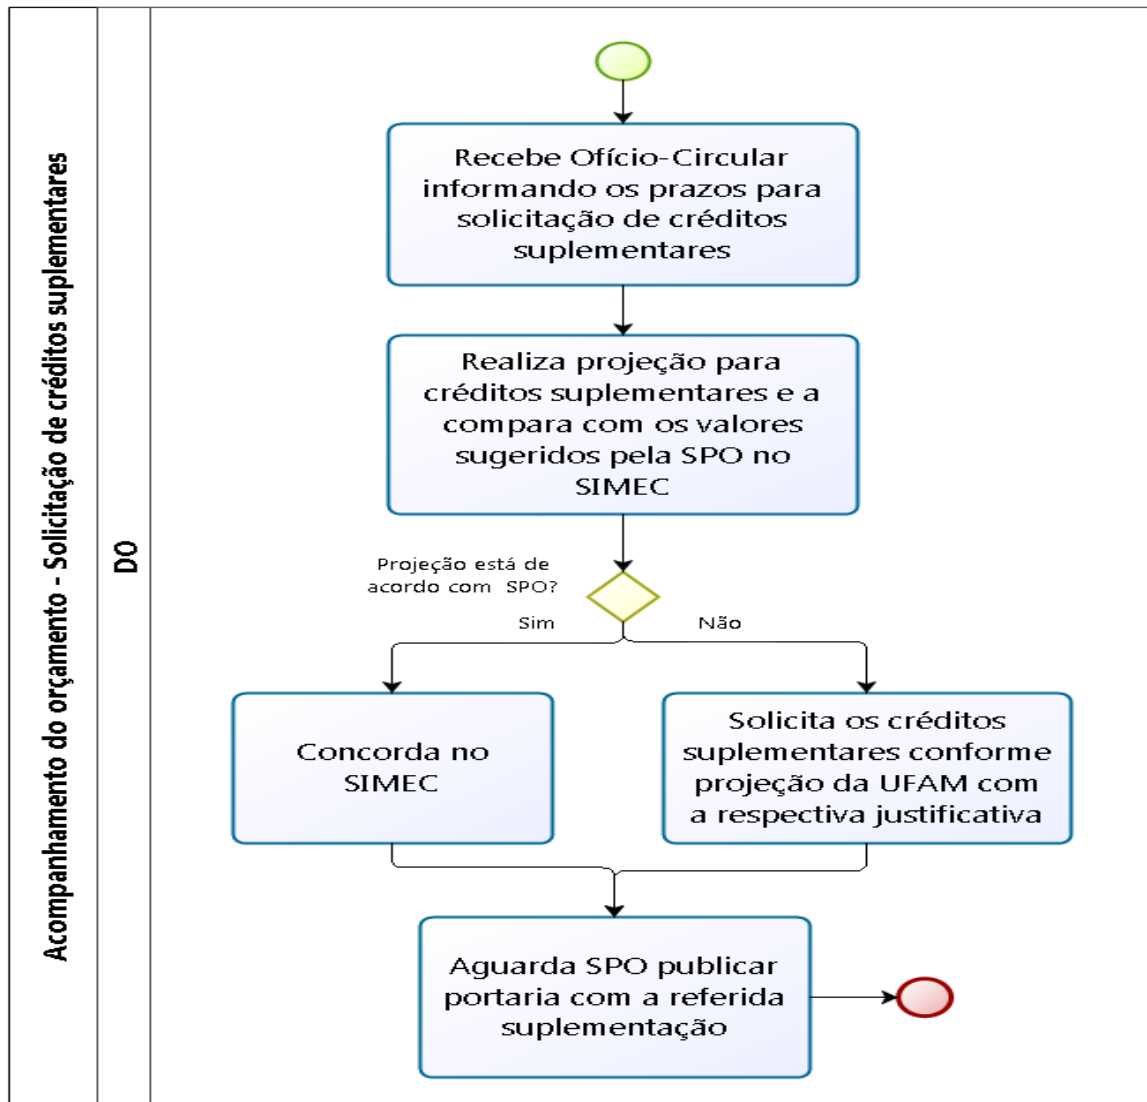 Acompanhamento do orçamento - Solicitação de créditos suplementares
DO
Recebe Ofício-Circular
informando os prazos para
solicitação de créditos
suplementares
Realiza projeção para
créditos suplementares e a
compara com os valores
sugeridos pela SPO no
SIMEC
Projeção está de
acordo com SPO?
Sim
Não
Concorda no
SIMEC
Solicita os créditos
suplementares conforme
projeção da UFAM com
a respectiva justificativa
Aguarda SPO publicar
portaria com a referida
suplementação